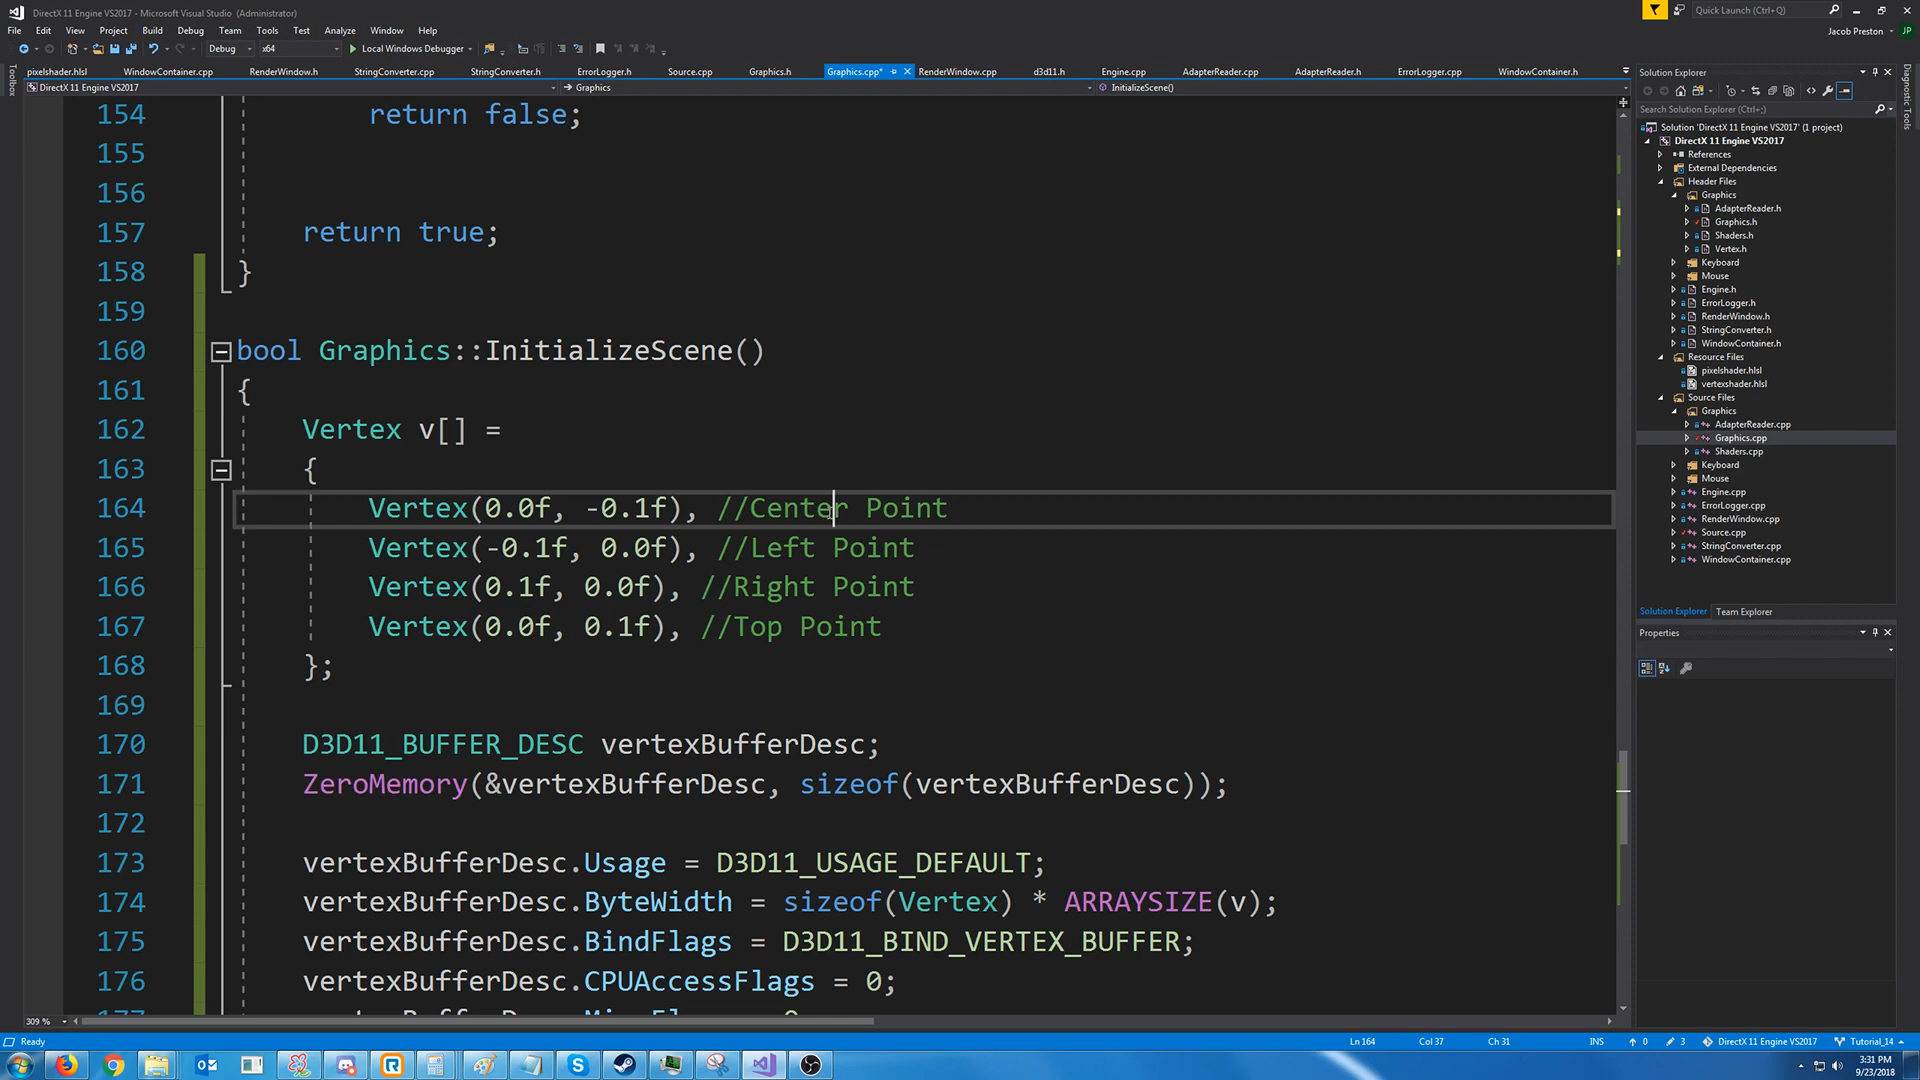 DirectX 11 Engine VS2017 - Microsoft Visual Studio (Administrator)
Quick Launch (Ctrl+Q)
File Edit View Project Build Debug Team Tools Test Analyze Window Help
Jacob Preston JP
Debug x64 Local Windows Debugger
pixelshader.hlsl WindowContainer.cpp RenderWindow.h StringConverter.cpp StringConverter.h ErrorLogger.h Source.cpp Graphics.h Graphics.cpp* RenderWindow.cpp d3d11.h Engine.cpp AdapterReader.cpp AdapterReader.h ErrorLogger.cpp WindowContainer.h
DirectX 11 Engine VS2017 Graphics InitializeScene()
Toolbox
154 return false;
155
156
157 return true;
158 }
159
160 bool Graphics::InitializeScene()
161 {
162 Vertex v[] =
163 {
164 Vertex(0.0f, -0.1f), //Center Point
165 Vertex(-0.1f, 0.0f), //Left Point
166 Vertex(0.1f, 0.0f), //Right Point
167 Vertex(0.0f, 0.1f), //Top Point
168 };
169
170 D3D11_BUFFER_DESC vertexBufferDesc;
171 ZeroMemory(&vertexBufferDesc, sizeof(vertexBufferDesc));
172
173 vertexBufferDesc.Usage = D3D11_USAGE_DEFAULT;
174 vertexBufferDesc.ByteWidth = sizeof(Vertex) * ARRAYSIZE(v);
175 vertexBufferDesc.BindFlags = D3D11_BIND_VERTEX_BUFFER;
176 vertexBufferDesc.CPUAccessFlags = 0;
309 %
Solution Explorer
Search Solution Explorer (Ctrl+;)
Solution 'DirectX 11 Engine VS2017' (1 project)
DirectX 11 Engine VS2017
References
External Dependencies
Header Files
Graphics
AdapterReader.h
Graphics.h
Shaders.h
Vertex.h
Keyboard
Mouse
Engine.h
ErrorLogger.h
RenderWindow.h
StringConverter.h
WindowContainer.h
Resource Files
pixelshader.hlsl
vertexshader.hlsl
Source Files
Graphics
AdapterReader.cpp
Graphics.cpp
Shaders.cpp
Keyboard
Mouse
Engine.cpp
ErrorLogger.cpp
RenderWindow.cpp
Source.cpp
StringConverter.cpp
WindowContainer.cpp
Solution Explorer Team Explorer
Properties
Diagnostic Tools
Ready Ln 164 Col 37 Ch 31 INS 0 3 DirectX 11 Engine VS2017 Tutorial_14
3:31 PM
9/23/2018